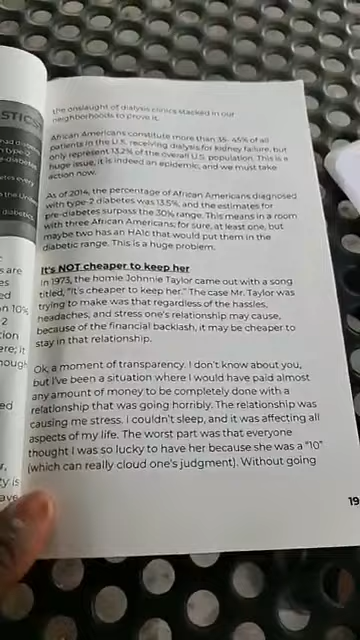 STICS
the onslaught of dialysis clinics stacked in our
neighborhoods to prove it.
African Americans constitute more than 35- 45% of all
patients in the U.S. receiving dialysis for kidney failure, but
only represent 13.2% of the overall U.S. population. This is a
huge issue, it is indeed an epidemic, and we must take
action now.
As of 2014, the percentage of African Americans diagnosed
with type-2 diabetes was 13.5%, and the estimates for
pre-diabetes surpass the 30% range. This means in a room
with three African Americans; for sure, at least one, but
maybe two has an HA1c that would put them in the
diabetic range. This is a huge problem.
It's NOT cheaper to keep her
In 1973, the homie Johnnie Taylor came out with a song
titled, "It's cheaper to keep her." The case Mr. Taylor was
trying to make was that regardless of the hassles,
headaches, and stress one's relationship may cause,
because of the financial backlash, it may be cheaper to
stay in that relationship.
Ok, a moment of transparency. I don't know about you,
but I've been a situation where I would have paid almost
any amount of money to be completely done with a
relationship that was going horribly. The relationship was
causing me stress. I couldn't sleep, and it was affecting all
aspects of my life. The worst part was that everyone
thought I was so lucky to have her because she was a "10"
(which can really cloud one's judgment). Without going
19